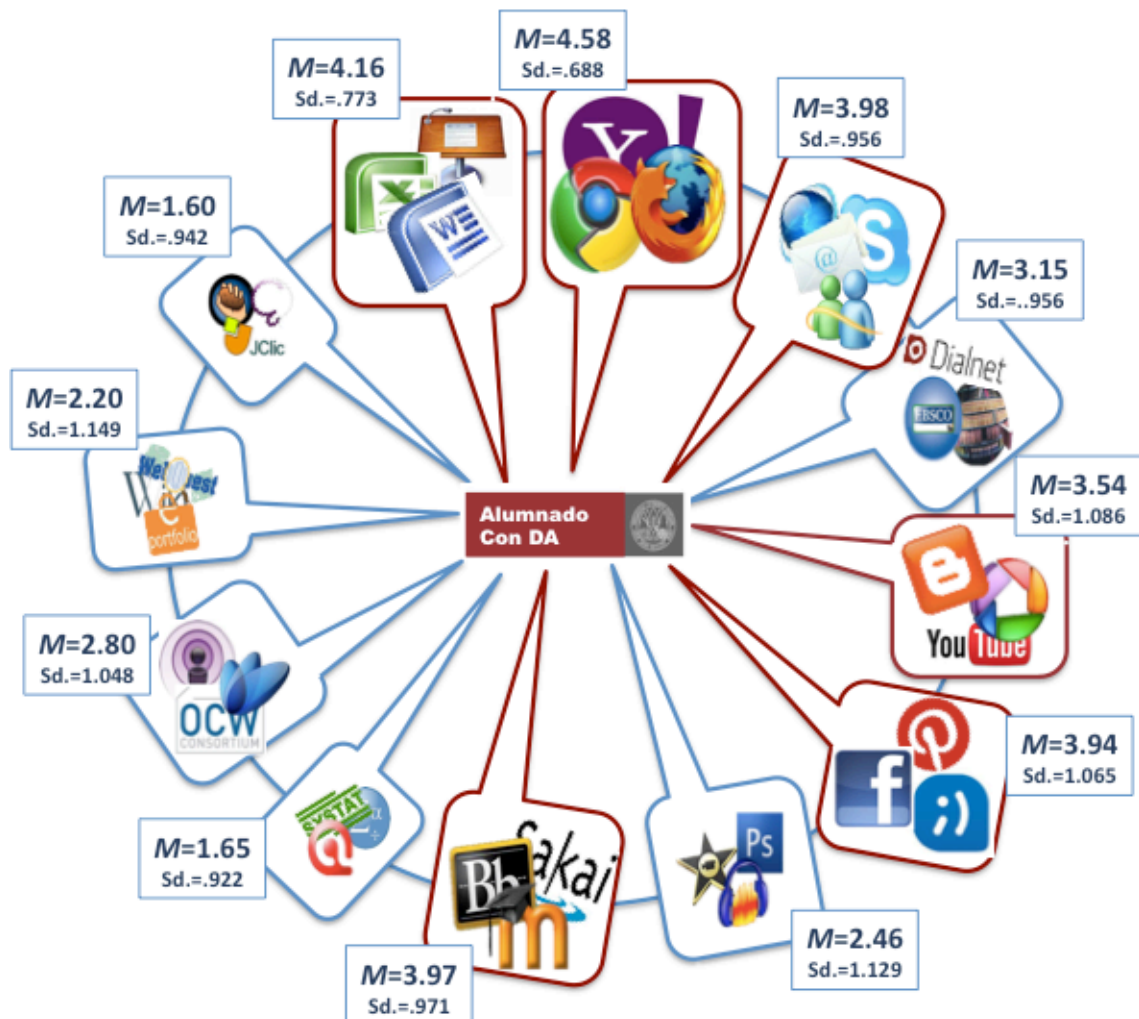 M=4.58
Sd.=.688
M=4.16
Sd.=.773
M=3.98
Sd.=.956
M=1.60
Sd.=.942
M=3.15
Sd.=..956
M=2.20
Sd.=1.149
M=3.54
Sd.=1.086
M=2.80
Sd.=1.048
M=3.94
Sd.=1.065
M=1.65
Sd.=.922
M=2.46
Sd.=1.129
M=3.97
Sd.=.971
Alumnado
Con DA
Y!
W
S
@
JClic
Dialnet
EBSCO
e
portfolio
YouTube
OCW
CONSORTIUM
f
;)
SYSTAT
Ps
Bb
Sakai
m